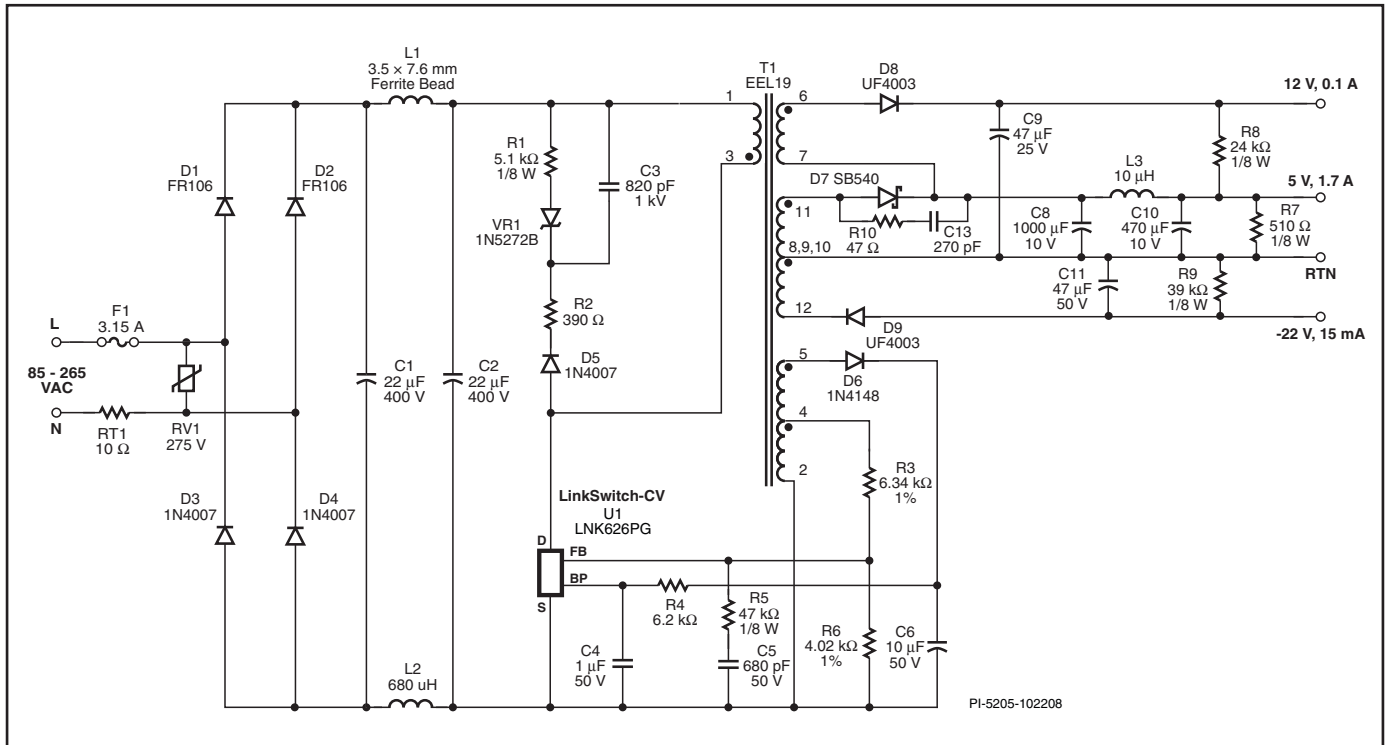 L1
3.5 × 7.6 mm
Ferrite Bead
T1
EEL19
D8
UF4003
12 V, 0.1 A
1
6
R1
5.1 kΩ
1/8 W
C3
820 pF
1 kV
C9
47 µF
25 V
R8
24 kΩ
1/8 W
3
7
D1
FR106
D2
FR106
L3
10 µH
D7 SB540
5 V, 1.7 A
VR1
1N5272B
11
R10
47 Ω
C13
270 pF
C8
1000 µF
10 V
C10
470 µF
10 V
R7
510 Ω
1/8 W
8,9,10
RTN
R2
390 Ω
C11
47 µF
50 V
R9
39 kΩ
1/8 W
12
D9
UF4003
-22 V, 15 mA
F1
3.15 A
L
85 - 265
VAC
N
RT1
10 Ω
RV1
275 V
C1
22 µF
400 V
C2
22 µF
400 V
D5
1N4007
5
D6
1N4148
4
2
R3
6.34 kΩ
1%
D3
1N4007
D4
1N4007
LinkSwitch-CV
U1
LNK626PG
D
FB
BP
S
R4
6.2 kΩ
R5
47 kΩ
1/8 W
R6
4.02 kΩ
1%
C6
10 µF
50 V
C4
1 µF
50 V
C5
680 pF
50 V
L2
680 uH
PI-5205-102208